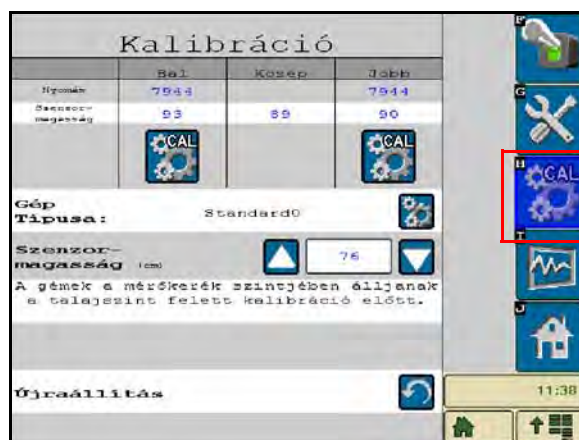 Kalibráció
Bal Közép Jobb
Nyomás 7944 7944
Szenzor-
magasság 93 89 90
CAL CAL
Gép
Típusa: Standard0
Szenzor-
magasság (cm) 76
A gémek a mérőkerék szintjében álljanak
a talajszint felett kalibráció előtt.
Újraállítás
F
G
H CAL
I
J
11:38